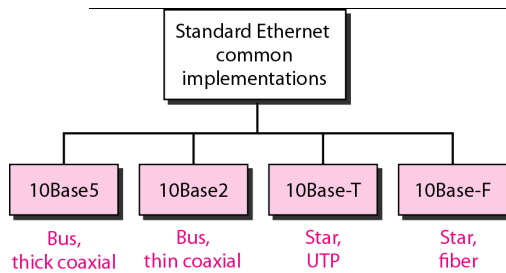 Standard Ethernet
common
implementations
10Base5
10Base2
10Base-T
10Base-F
Bus,
thick coaxial
Bus,
thin coaxial
Star,
UTP
Star,
fiber